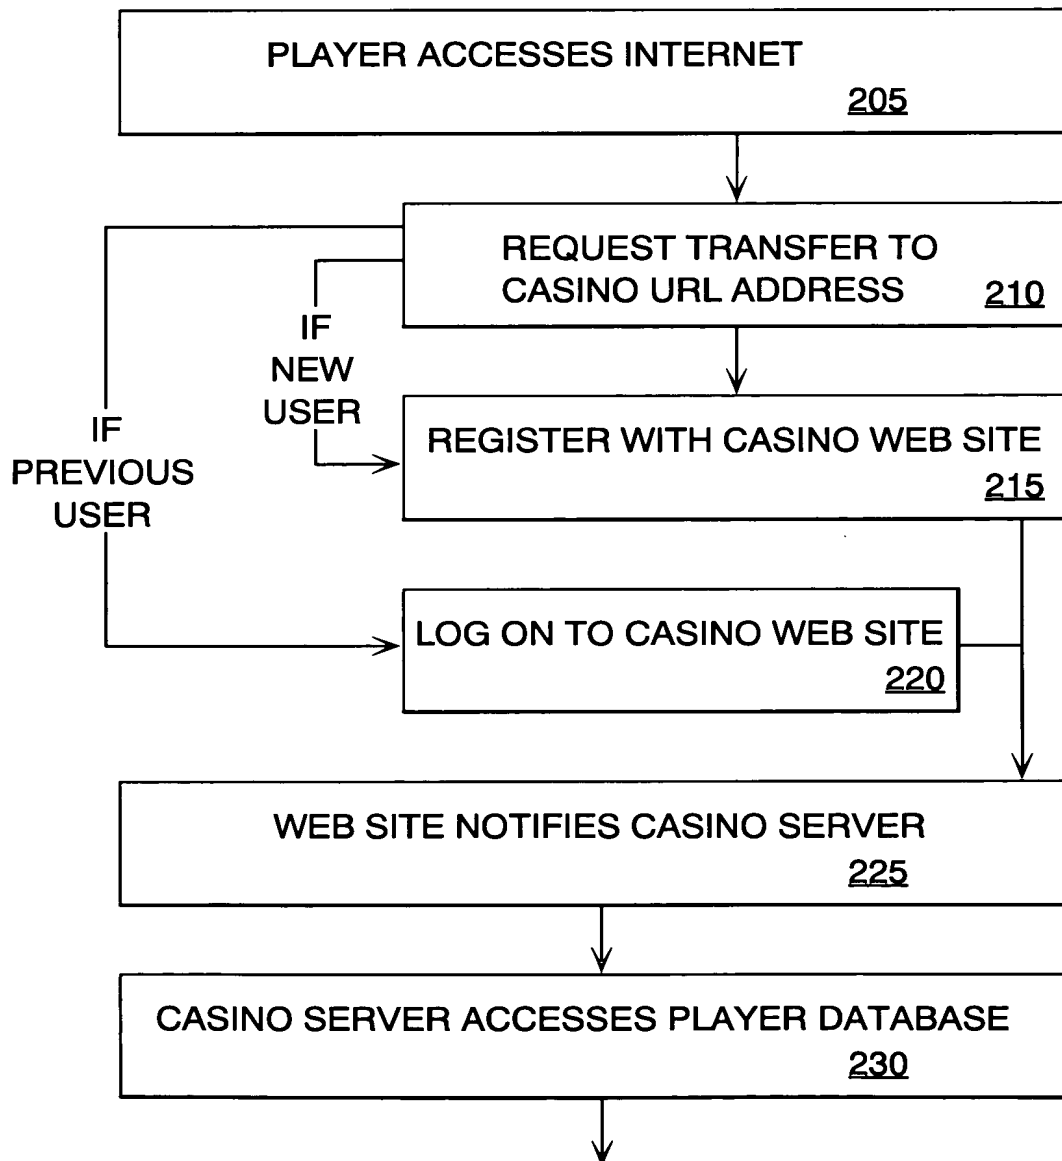 PLAYER ACCESSES INTERNET
205
REQUEST TRANSFER TO
CASINO URL ADDRESS 210
IF
NEW
USER
IF
PREVIOUS
USER
REGISTER WITH CASINO WEB SITE
215
LOG ON TO CASINO WEB SITE
220
WEB SITE NOTIFIES CASINO SERVER
225
CASINO SERVER ACCESSES PLAYER DATABASE
230